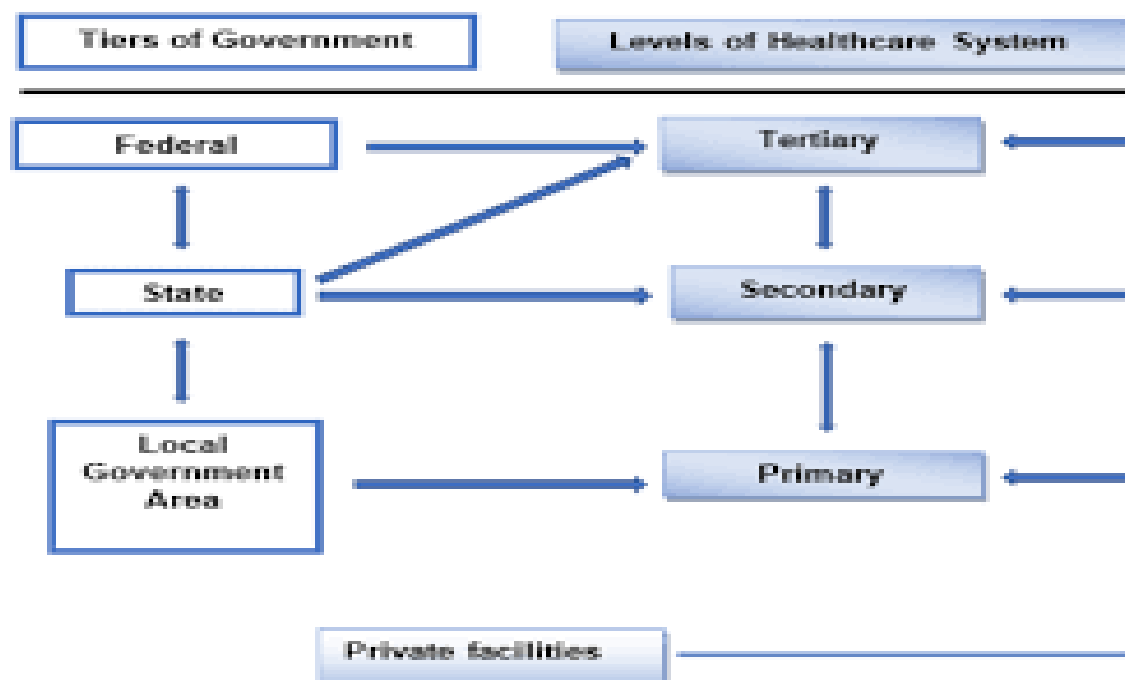 Tiers of Government
Levels of Healthcare System
Federal
Tertiary
State
Secondary
Local
Government
Area
Primary
Private facilities